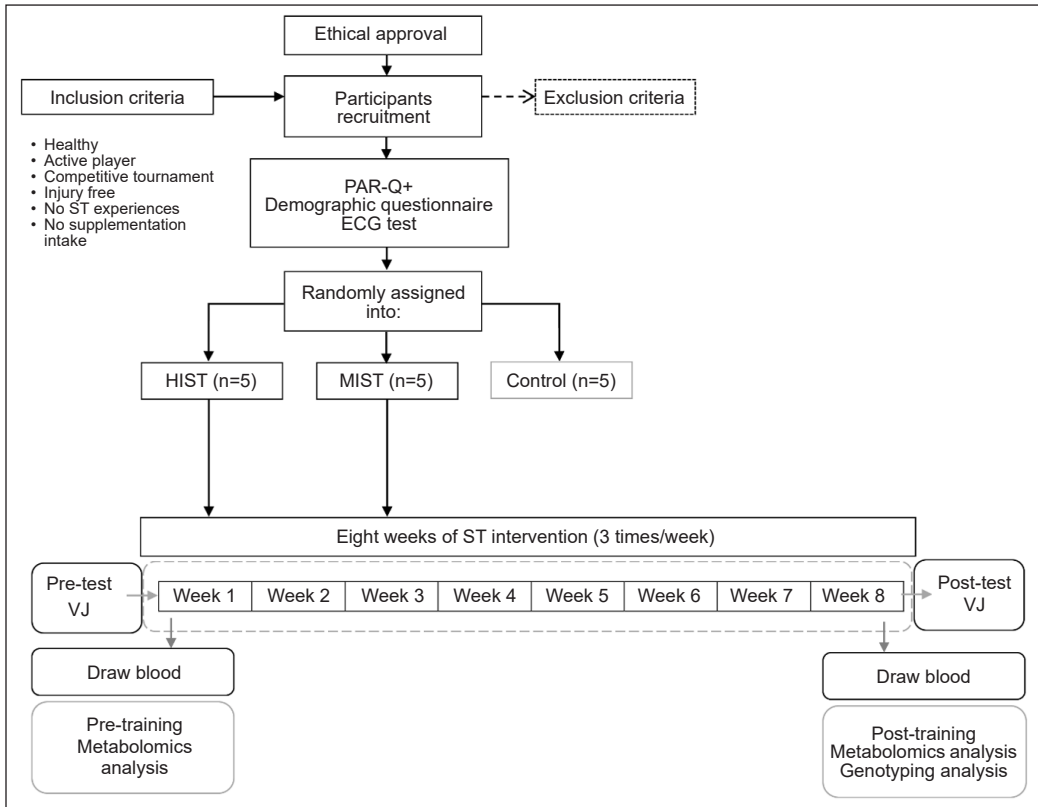 Ethical approval
Inclusion criteria
Participants
recruitment
Exclusion criteria
• Healthy
• Active player
• Competitive tournament
• Injury free
• No ST experiences
• No supplementation
intake
PAR-Q+
Demographic questionnaire
ECG test
Randomly assigned
into:
HIST (n=5)
MIST (n=5)
Control (n=5)
Eight weeks of ST intervention (3 times/week)
Pre-test
VJ
Week 1 Week 2 Week 3 Week 4 Week 5 Week 6 Week 7 Week 8
Post-test
VJ
Draw blood
Draw blood
Pre-training
Metabolomics
analysis
Post-training
Metabolomics analysis
Genotyping analysis